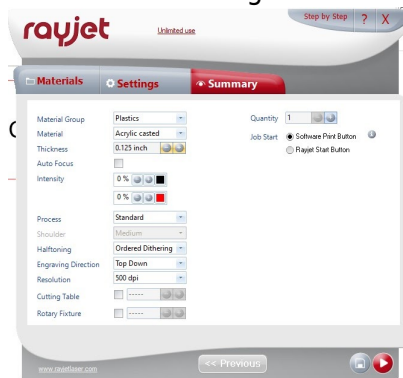 rayjet
Unlimited use
Step by Step ? X
Materials
Settings
Summary
Material Group Plastics
Quantity 1
Material Acrylic casted
Job Start Software Print Button
Thickness 0.125 inch
Rayjet Start Button
Auto Focus
Intensity 0 %
0 %
Process Standard
Shoulder Medium
Halftoning Ordered Dithering
Engraving Direction Top Down
Resolution 500 dpi
Cutting Table -----
Rotary Fixture -----
<< Previous
www.rayjetlaser.com